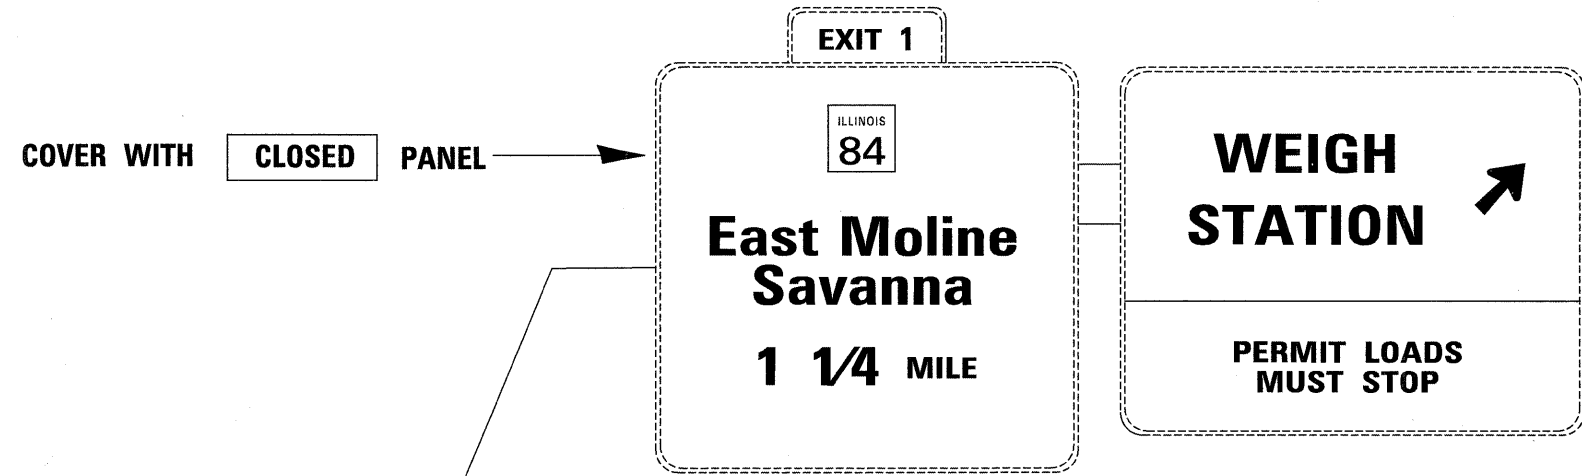 EXIT 1
COVER WITH CLOSED PANEL
ILLINOIS
84
East Moline
Savanna
1 1/4 MILE
WEIGH
STATION
PERMIT LOADS
MUST STOP